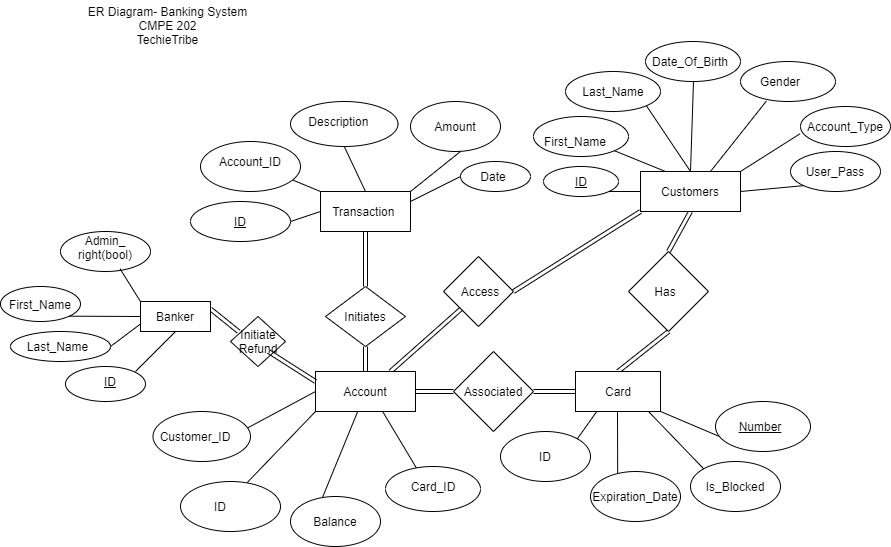 ER Diagram- Banking System
CMPE 202
TechieTribe
Date_Of_Birth
Last_Name
Gender
Description
Amount
First_Name
Account_Type
Account_ID
Date
ID
User_Pass
Customers
ID
Transaction
Admin_
right(bool)
First_Name
Banker
Access
Has
Initiates
Last_Name
Initiate
Refund
ID
Account
Associated
Card
Customer_ID
Number
ID
Card_ID
Is_Blocked
Expiration_Date
ID
Balance